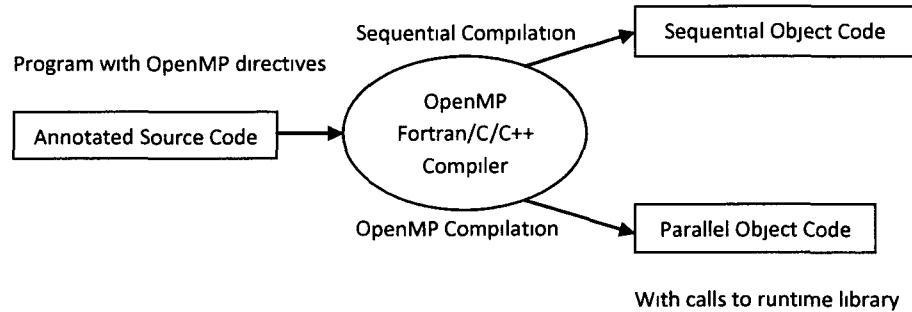 Sequential Compilation
Sequential Object Code
Program with OpenMP directives
OpenMP
Fortran/C/C++
Compiler
Annotated Source Code
OpenMP Compilation
Parallel Object Code
With calls to runtime library